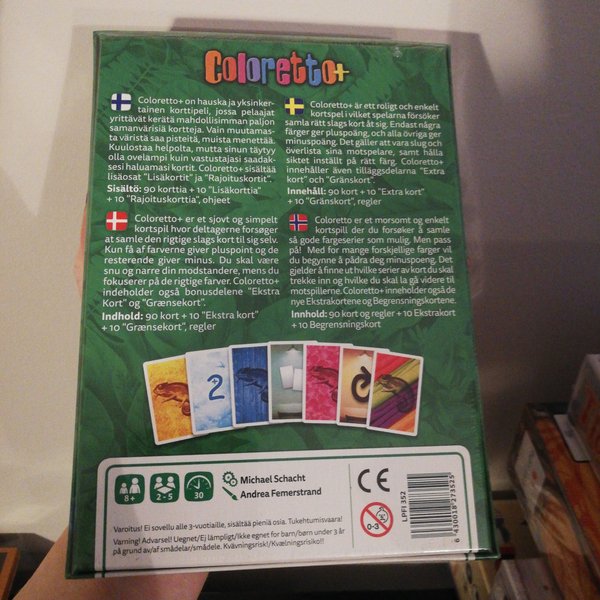 Coloretto+
Coloretto+ on hauska ja yksinker-
tainen korttipeli, jossa pelaajat
yrittävät kerätä mahdollisimman paljon
samanvärisiä kortteja. Vain muutamas-
ta väristä saa pisteitä, muista menettää.
Kuulostaa helpolta, mutta sinun täytyy
olla ovelampi kuin vastustajasi saadak-
sesi haluamasi kortit. Coloretto+ sisältää
lisäosat "Lisäkortit" ja "Rajoituskortit".
Sisältö: 90 korttia + 10 "Lisäkorttia"
+ 10 "Rajoituskorttia", ohjeet
Coloretto+ är ett roligt och enkelt
kortspel i vilket spelarna försöker
samla rätt slags kort åt sig. Endast några
färger ger pluspoäng, och alla övriga ger
minuspoäng. Det gäller att vara slug och
överlista sina motspelare, samt hålla
siktet inställt på rätt färg. Coloretto+
innehåller även tilläggsdelarna "Extra
kort" och "Gränskort".
Innehåll: 90 kort + 10 "Extra kort"
+ 10 "Gränskort", regler
Coloretto+ er et sjovt og simpelt
kortspil hvor deltagerne forsøger
at samle den rigtige slags kort til sig selv.
Kun få af farverne giver pluspoint og de
resterende giver minus. Du skal være
snu og narre din modstandere, mens du
fokuserer på de rigtige farver. Coloretto+
indeholder også bonusdelene "Ekstra
Kort" og "Grænsekort".
Indhold: 90 kort + 10 "Ekstra kort"
+ 10 "Grænsekort", regler
Coloretto er et morsomt og enkelt
kortspill der du forsøker å samle
så gode fargeserier som mulig. Men pass
på! Med for mange forskjellige farger vil
du begynne å pådra deg minuspoeng. Det
gjelder å finne ut hvilke serier av kort du skal
trekke inn og hvilke du skal la gå videre til
motspillerne. Coloretto+ inneholder også de
nye Ekstrakortene og Begrensningskortene.
Innhold: 90 kort og regler + 10 Ekstrakort
+ 10 Begrensningskort
2
8+
2-5
30
Michael Schacht
Andrea Femerstrand
CE
0-3
LPFI 352
6 430018 273525
Varoitus! Ei sovellu alle 3-vuotiaille, sisältää pieniä osia. Tukehtumisvaara!
Varning! Advarsel! Uegnet/Ej lämpligt/Ikke egnet for barn/børn under 3 år
på grund av/af smådelar/smådele. Kvävningsrisk!/Kvælningsrisiko!!